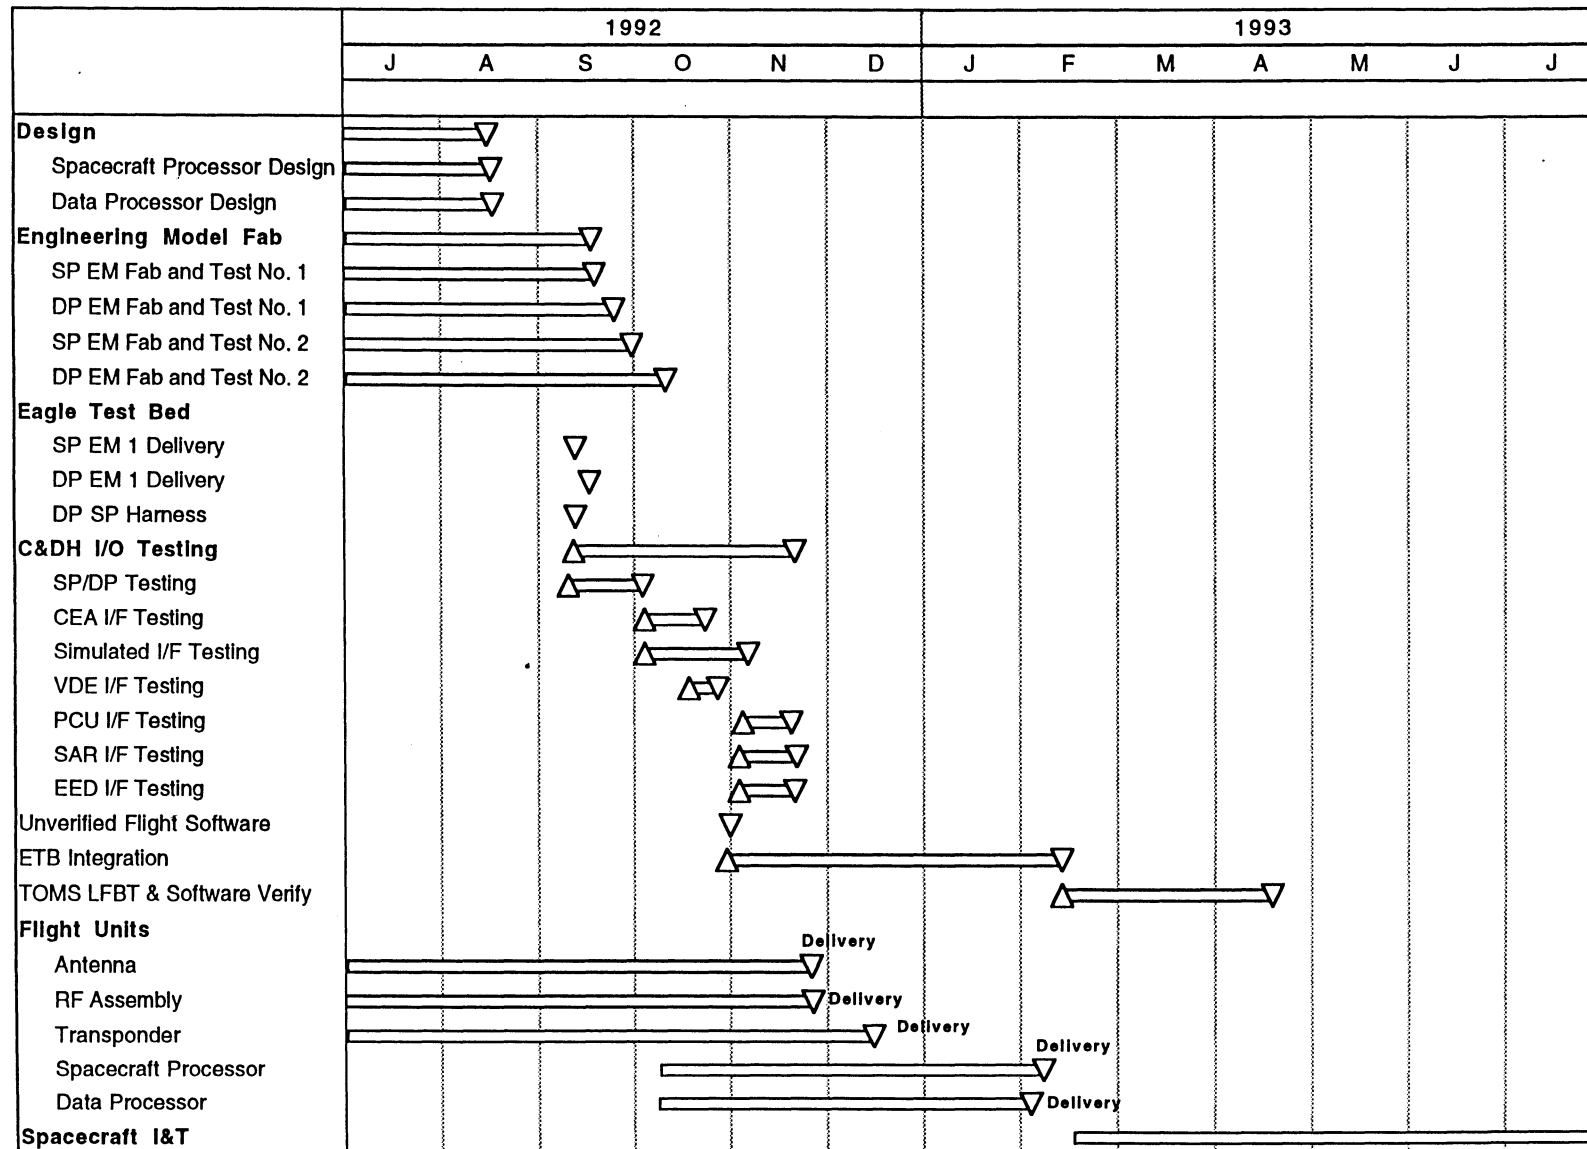 1992 1993
J A S O N D J F M A M J J
Design
Spacecraft Processor Design
Data Processor Design
Engineering Model Fab
SP EM Fab and Test No. 1
DP EM Fab and Test No. 1
SP EM Fab and Test No. 2
DP EM Fab and Test No. 2
Eagle Test Bed
SP EM 1 Delivery
DP EM 1 Delivery
DP SP Harness
C&DH I/O Testing
SP/DP Testing
CEA I/F Testing
Simulated I/F Testing
VDE I/F Testing
PCU I/F Testing
SAR I/F Testing
EED I/F Testing
Unverified Flight Software
ETB Integration
TOMS LFBT & Software Verify
Flight Units
Delivery
Antenna
RF Assembly Delivery
Transponder Delivery
Delivery
Spacecraft Processor
Data Processor Delivery
Spacecraft I&T